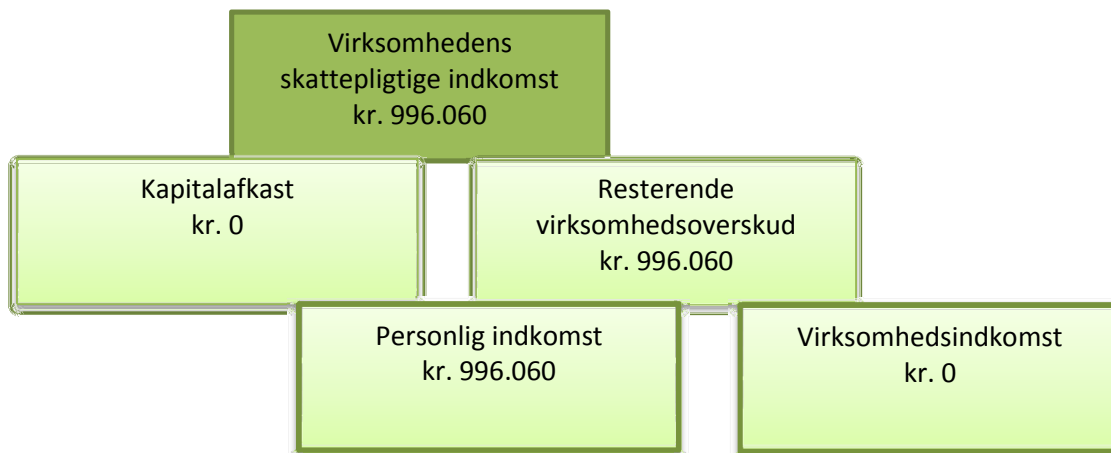 Virksomhedens
skattepligtige indkomst
kr. 996.060
Kapitalafkast
kr. 0
Resterende
virksomhedsoverskud
kr. 996.060
Personlig indkomst
kr. 996.060
Virksomhedsindkomst
kr. 0